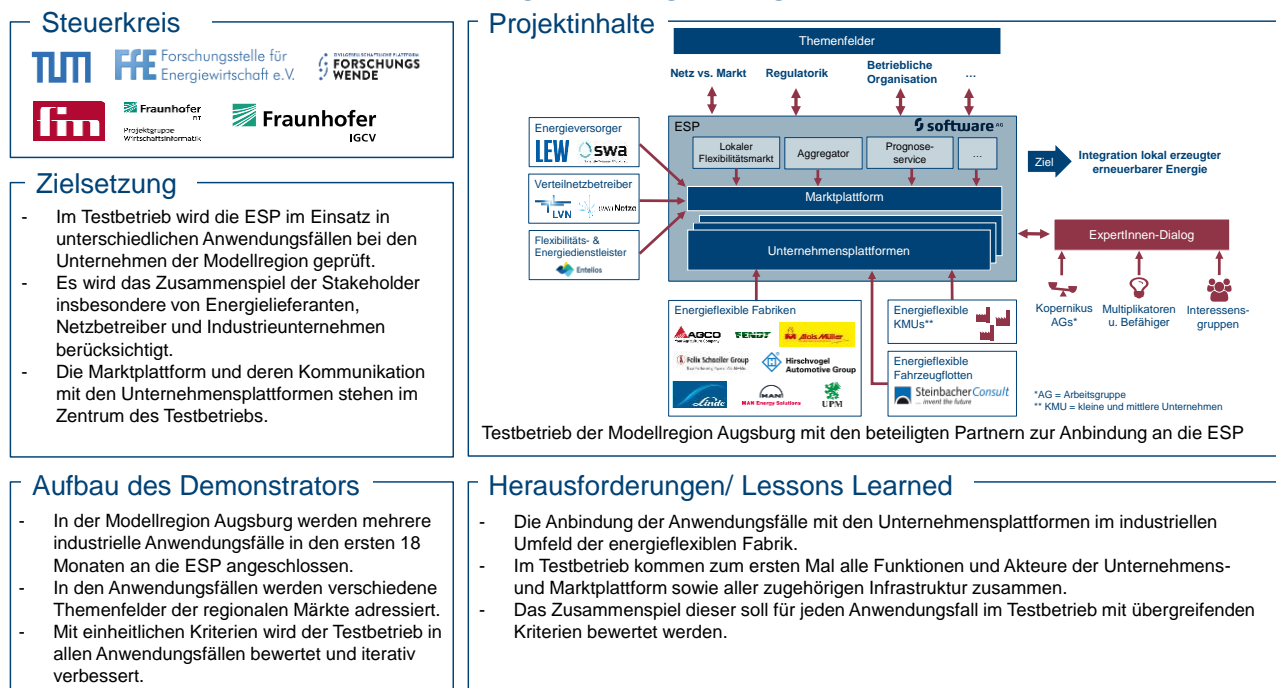 Steuerkreis
TUM
FfE Forschungsstelle für
Energiewirtschaft e.V.
ZIVILGESELLSCHAFTLICHE PLATTFORM
FORSCHUNGS
WENDE
fim
Fraunhofer
FIT
Projektgruppe
Wirtschaftsinformatik
Fraunhofer
IGCV
Zielsetzung
- Im Testbetrieb wird die ESP im Einsatz in
unterschiedlichen Anwendungsfällen bei den
Unternehmen der Modellregion geprüft.
- Es wird das Zusammenspiel der Stakeholder
insbesondere von Energielieferanten,
Netzbetreiber und Industrieunternehmen
berücksichtigt.
- Die Marktplattform und deren Kommunikation
mit den Unternehmensplattformen stehen im
Zentrum des Testbetriebs.
Projektinhalte
Themenfelder
Netz vs. Markt
Regulatorik
Betriebliche
Organisation
...
ESP
software AG
Lokaler
Flexibilitätsmarkt
Aggregator
Prognose-
service
...
Marktplattform
Unternehmensplattformen
Energieversorger
LEW
swa
Verteilnetzbetreiber
LVN
swa Netze
Flexibilitäts- &
Energiedienstleister
Entelios
Ziel
Integration lokal erzeugter
erneuerbarer Energie
ExpertInnen-Dialog
Kopernikus
AGs*
Multiplikatoren
u. Befähiger
Interessens-
gruppen
Energieflexible Fabriken
AGCO
Your Agriculture Company
FENDT
Alois Müller
Felix Schoeller Group
Hirschvogel
Automotive Group
Linde
MAN
MAN Energy Solutions
UPM
Energieflexible
KMUs**
Energieflexible
Fahrzeugflotten
SteinbacherConsult
... invent the future
*AG = Arbeitsgruppe
** KMU = kleine und mittlere Unternehmen
Testbetrieb der Modellregion Augsburg mit den beteiligten Partnern zur Anbindung an die ESP
Aufbau des Demonstrators
- In der Modellregion Augsburg werden mehrere
industrielle Anwendungsfälle in den ersten 18
Monaten an die ESP angeschlossen.
- In den Anwendungsfällen werden verschiedene
Themenfelder der regionalen Märkte adressiert.
- Mit einheitlichen Kriterien wird der Testbetrieb in
allen Anwendungsfällen bewertet und iterativ
verbessert.
Herausforderungen/ Lessons Learned
- Die Anbindung der Anwendungsfälle mit den Unternehmensplattformen im industriellen
Umfeld der energieflexiblen Fabrik.
- Im Testbetrieb kommen zum ersten Mal alle Funktionen und Akteure der Unternehmens-
und Marktplattform sowie aller zugehörigen Infrastruktur zusammen.
- Das Zusammenspiel dieser soll für jeden Anwendungsfall im Testbetrieb mit übergreifenden
Kriterien bewertet werden.